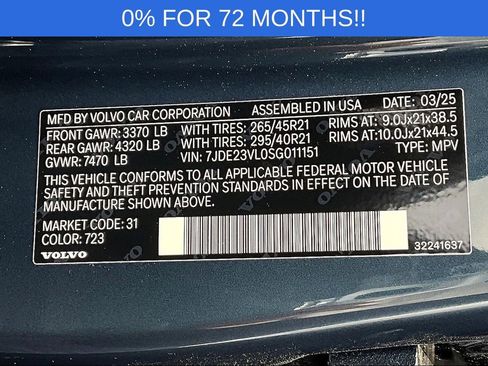 0% FOR 72 MONTHS!!
MFD BY VOLVO CAR CORPORATION ASSEMBLED IN USA DATE: 03/25
FRONT GAWR: 3370 LB WITH TIRES: 265/45R21 RIMS AT: 9.0Jx21x38.5
REAR GAWR: 4320 LB WITH TIRES: 295/40R21 RIMS AT: 10.0Jx21x44.5
GVWR: 7470 LB VIN: 7JDE23VL0SG011151 TYPE: MPV
THIS VEHICLE CONFORMS TO ALL APPLICABLE FEDERAL MOTOR VEHICLE
SAFETY AND THEFT PREVENTION STANDARDS IN EFFECT ON THE DATE OF
MANUFACTURE SHOWN ABOVE.
MARKET CODE: 31
COLOR: 723
VOLVO 32241637